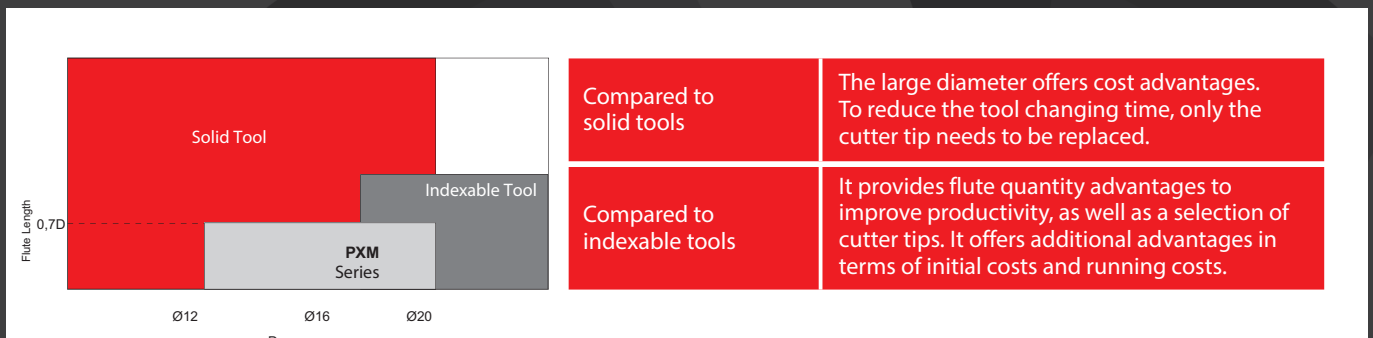 Solid Tool
Indexable Tool
Flute Length
0,7D
PXM
Series
Ø12
Ø16
Ø20
Compared to
solid tools
The large diameter offers cost advantages.
To reduce the tool changing time, only the
cutter tip needs to be replaced.
Compared to
indexable tools
It provides flute quantity advantages to
improve productivity, as well as a selection of
cutter tips. It offers additional advantages in
terms of initial costs and running costs.